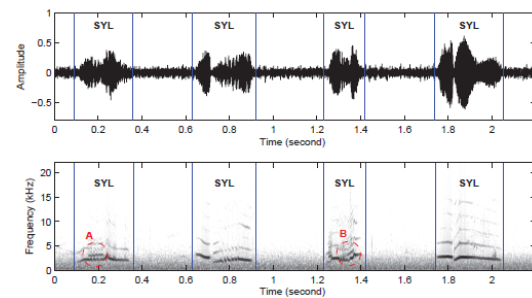 1
0.5
0
−0.5
Amplitude
SYL SYL SYL SYL
0 0.2 0.4 0.6 0.8 1 1.2 1.4 1.6 1.8 2
Time (second)
20
15
10
5
0
Frequency (kHz)
SYL SYL SYL SYL
A B
0 0.2 0.4 0.6 0.8 1 1.2 1.4 1.6 1.8 2
Time (second)